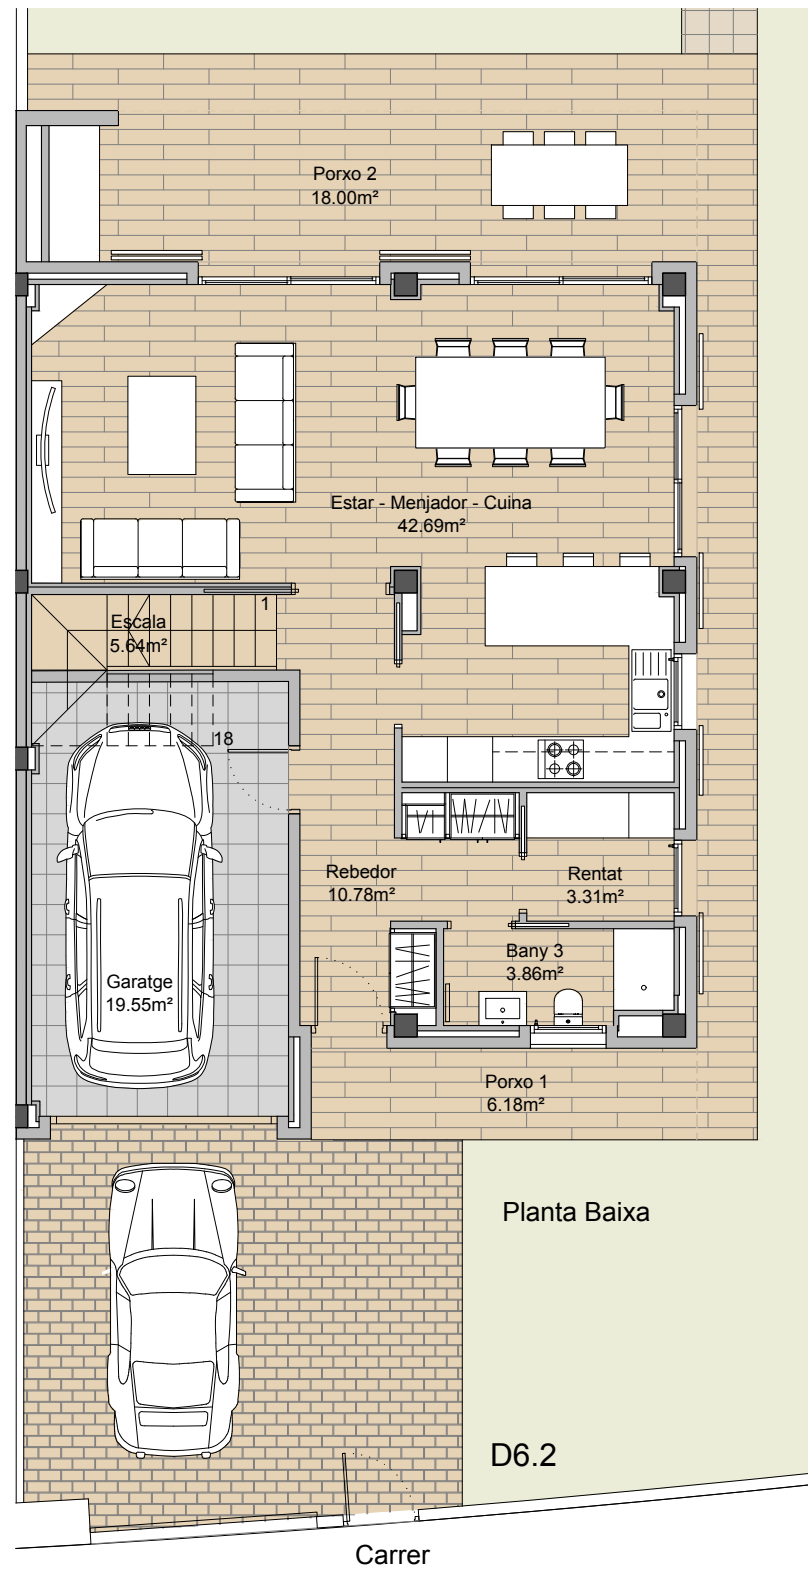 Porxo 2
18.00m²
Estar - Menjador - Cuina
42.69m²
1
Escala
5.64m²
18
Rebedor
10.78m²
Rentat
3.31m²
Bany 3
3.86m²
Garatge
19.55m²
Porxo 1
6.18m²
Planta Baixa
D6.2
Carrer